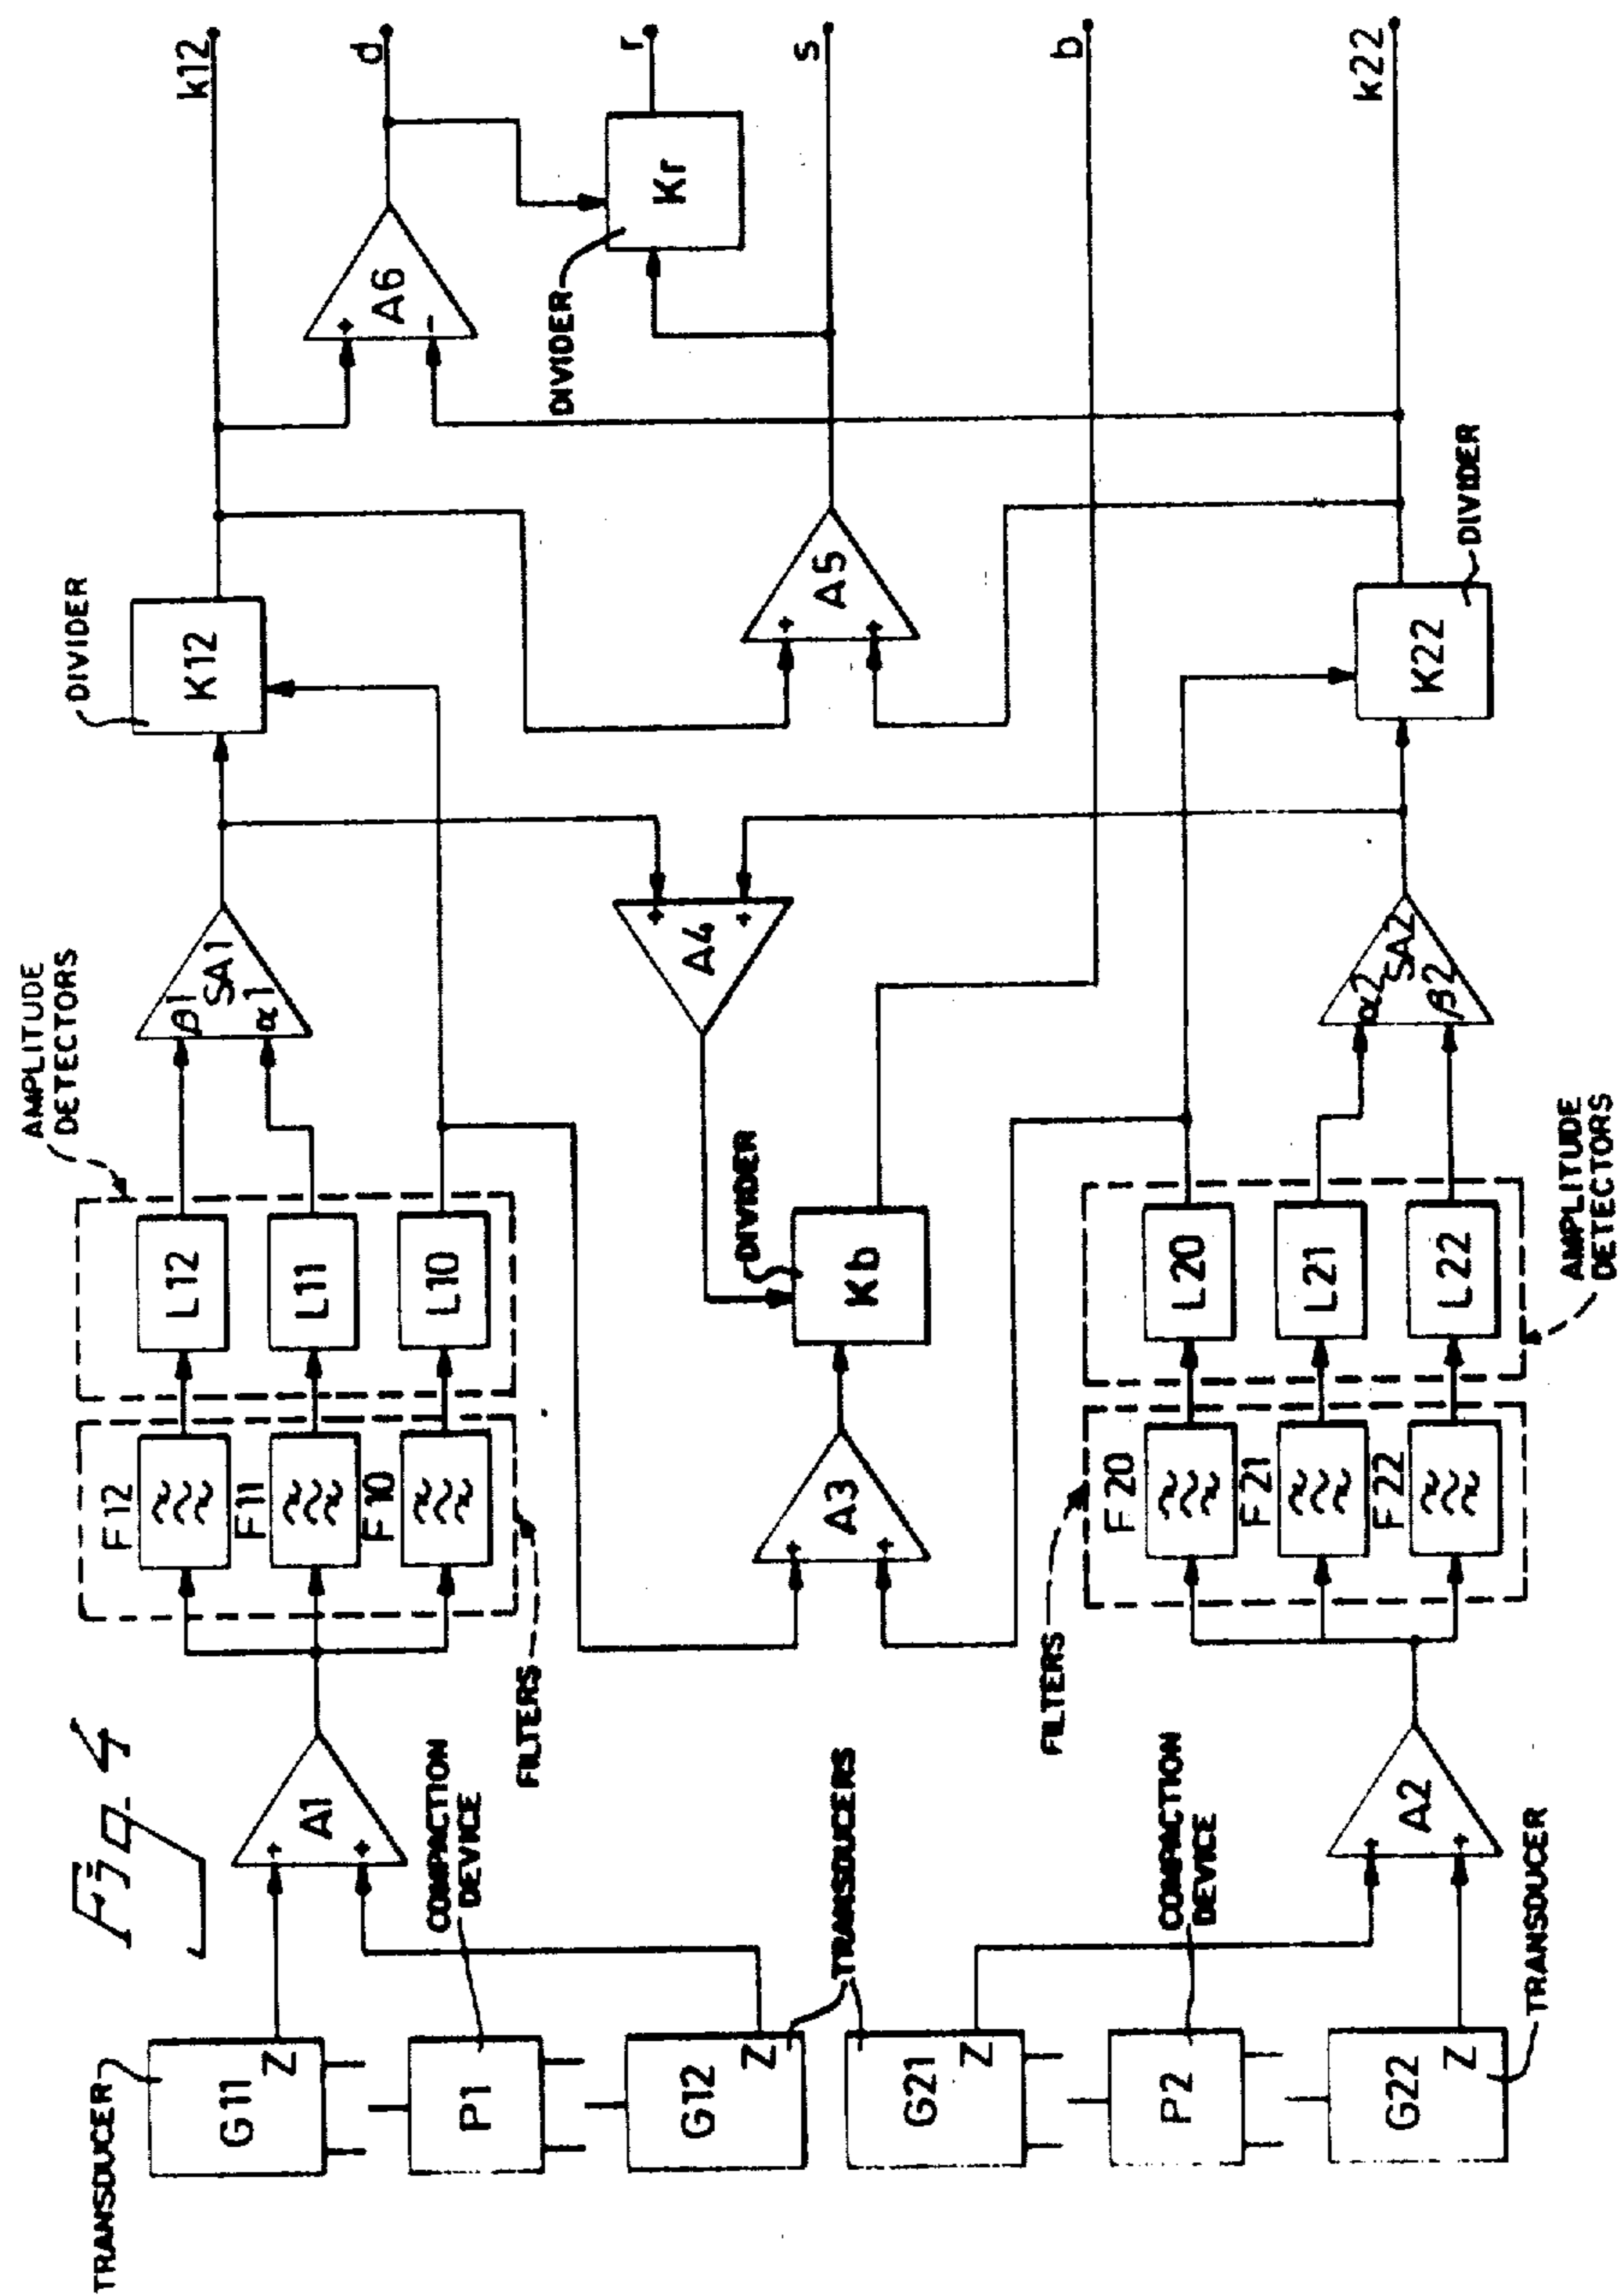 Fig. 4
TRANSDUCER
G11
Z
COMPACTION
DEVICE
P1
G12
Z
TRANSDUCERS
G21
Z
COMPACTION
DEVICE
P2
G22
Z
TRANSDUCER
A1
+
+
A2
+
+
FILTERS
F12
F11
F10
FILTERS
F20
F21
F22
AMPLITUDE
DETECTORS
L12
L11
L10
L20
L21
L22
AMPLITUDE
DETECTORS
A3
+
+
DIVIDER
Kb
A4
+
+
β1
SA1
α1
α2
SA2
β2
DIVIDER
K12
A5
+
+
K22
DIVIDER
A6
+
-
DIVIDER
Kr
k12
d
r
s
b
k22